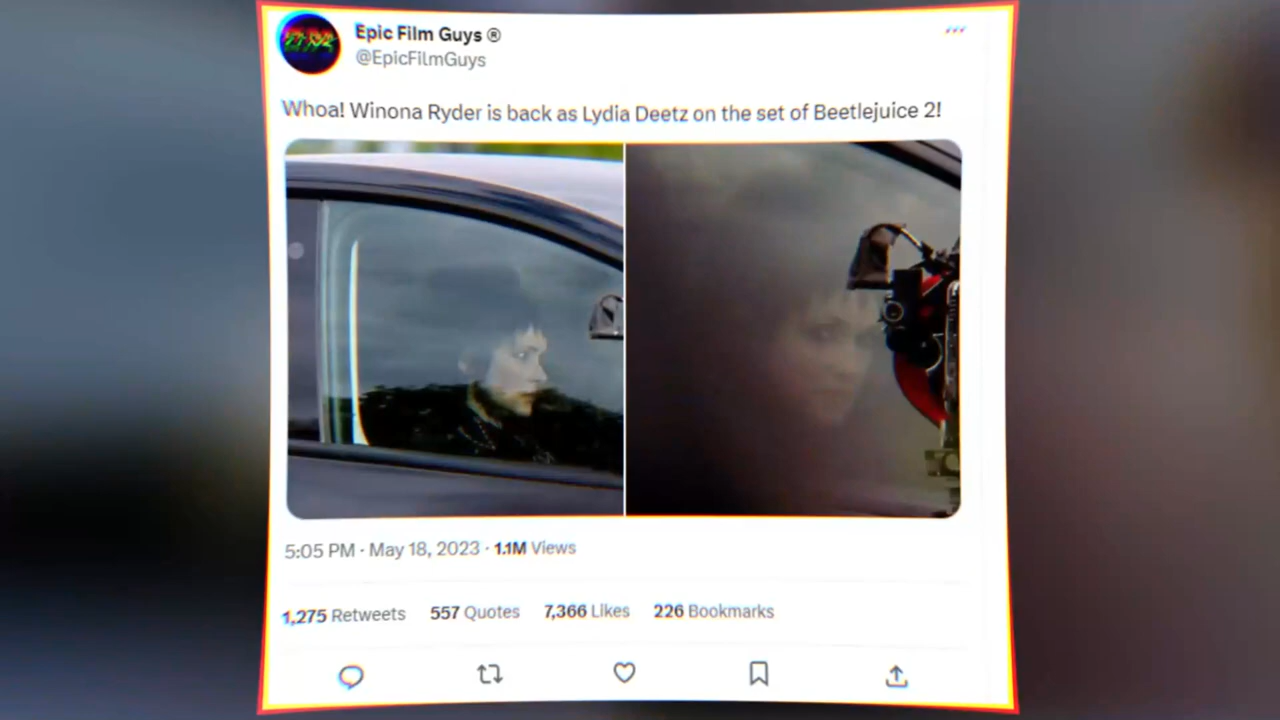 Epic Film Guys ®
@EpicFilmGuys
Whoa! Winona Ryder is back as Lydia Deetz on the set of Beetlejuice 2!
5:05 PM · May 18, 2023 · 1.1M Views
1,275 Retweets 557 Quotes 7,366 Likes 226 Bookmarks